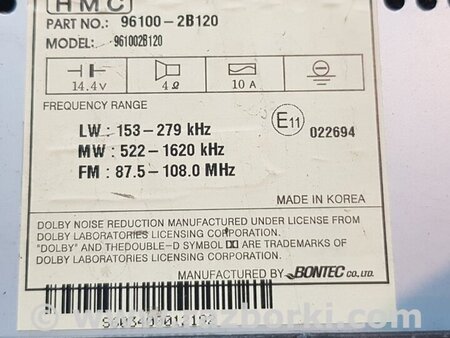 HMC
PART NO.: 96100-2B120
MODEL: 961002B120
14.4V 4Ω 10A
FREQUENCY RANGE
LW : 153-279 kHz
MW : 522-1620 kHz
FM : 87.5-108.0 MHz
E11 022694
MADE IN KOREA
DOLBY NOISE REDUCTION MANUFACTURED UNDER LICENSE FROM
DOLBY LABORATORIES LICENSING CORPORATION.
"DOLBY" AND THEDOUBLE-D SYMBOL ARE TRADEMARKS OF
DOLBY LABORATORIES LICENSING CORPORATION.
MANUFACTURED BY BONTEC CO., LTD.